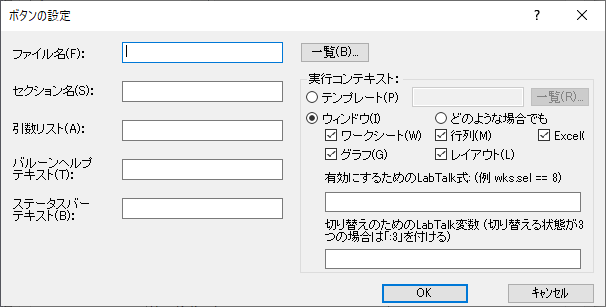 ボタンの設定
ファイル名(F):
一覧(B)...
セクション名(S):
引数リスト(A):
バルーンヘルプ
テキスト(T):
ステータスバー
テキスト(B):
実行コンテキスト:
テンプレート(P)
一覧(R)...
ウィンドウ(I)
どのような場合でも
ワークシート(W)
行列(M)
Excel(
グラフ(G)
レイアウト(L)
有効にするためのLabTalk式: (例 wks.sel == 8)
切り替えのためのLabTalk変数 (切り替える状態が3
つの場合は「:3」を付ける)
OK
キャンセル